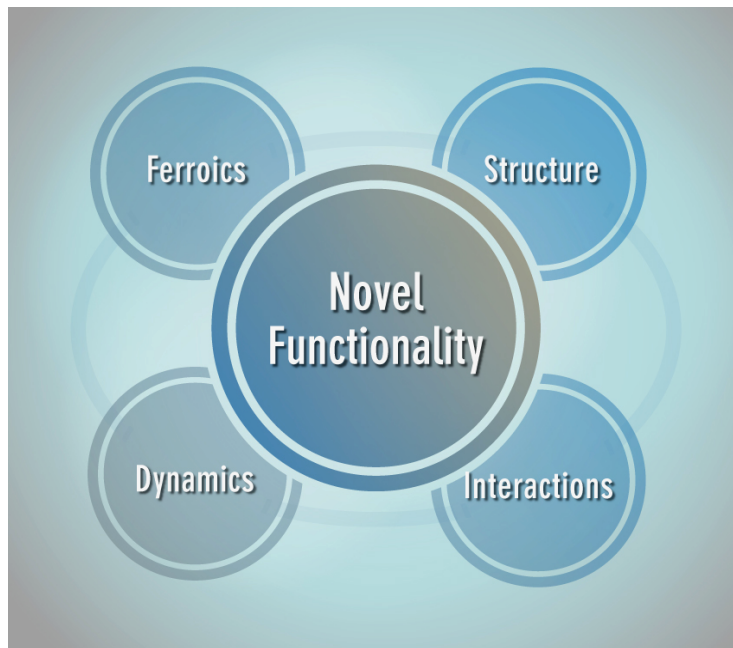 Ferroics
Structure
Novel
Functionality
Dynamics
Interactions